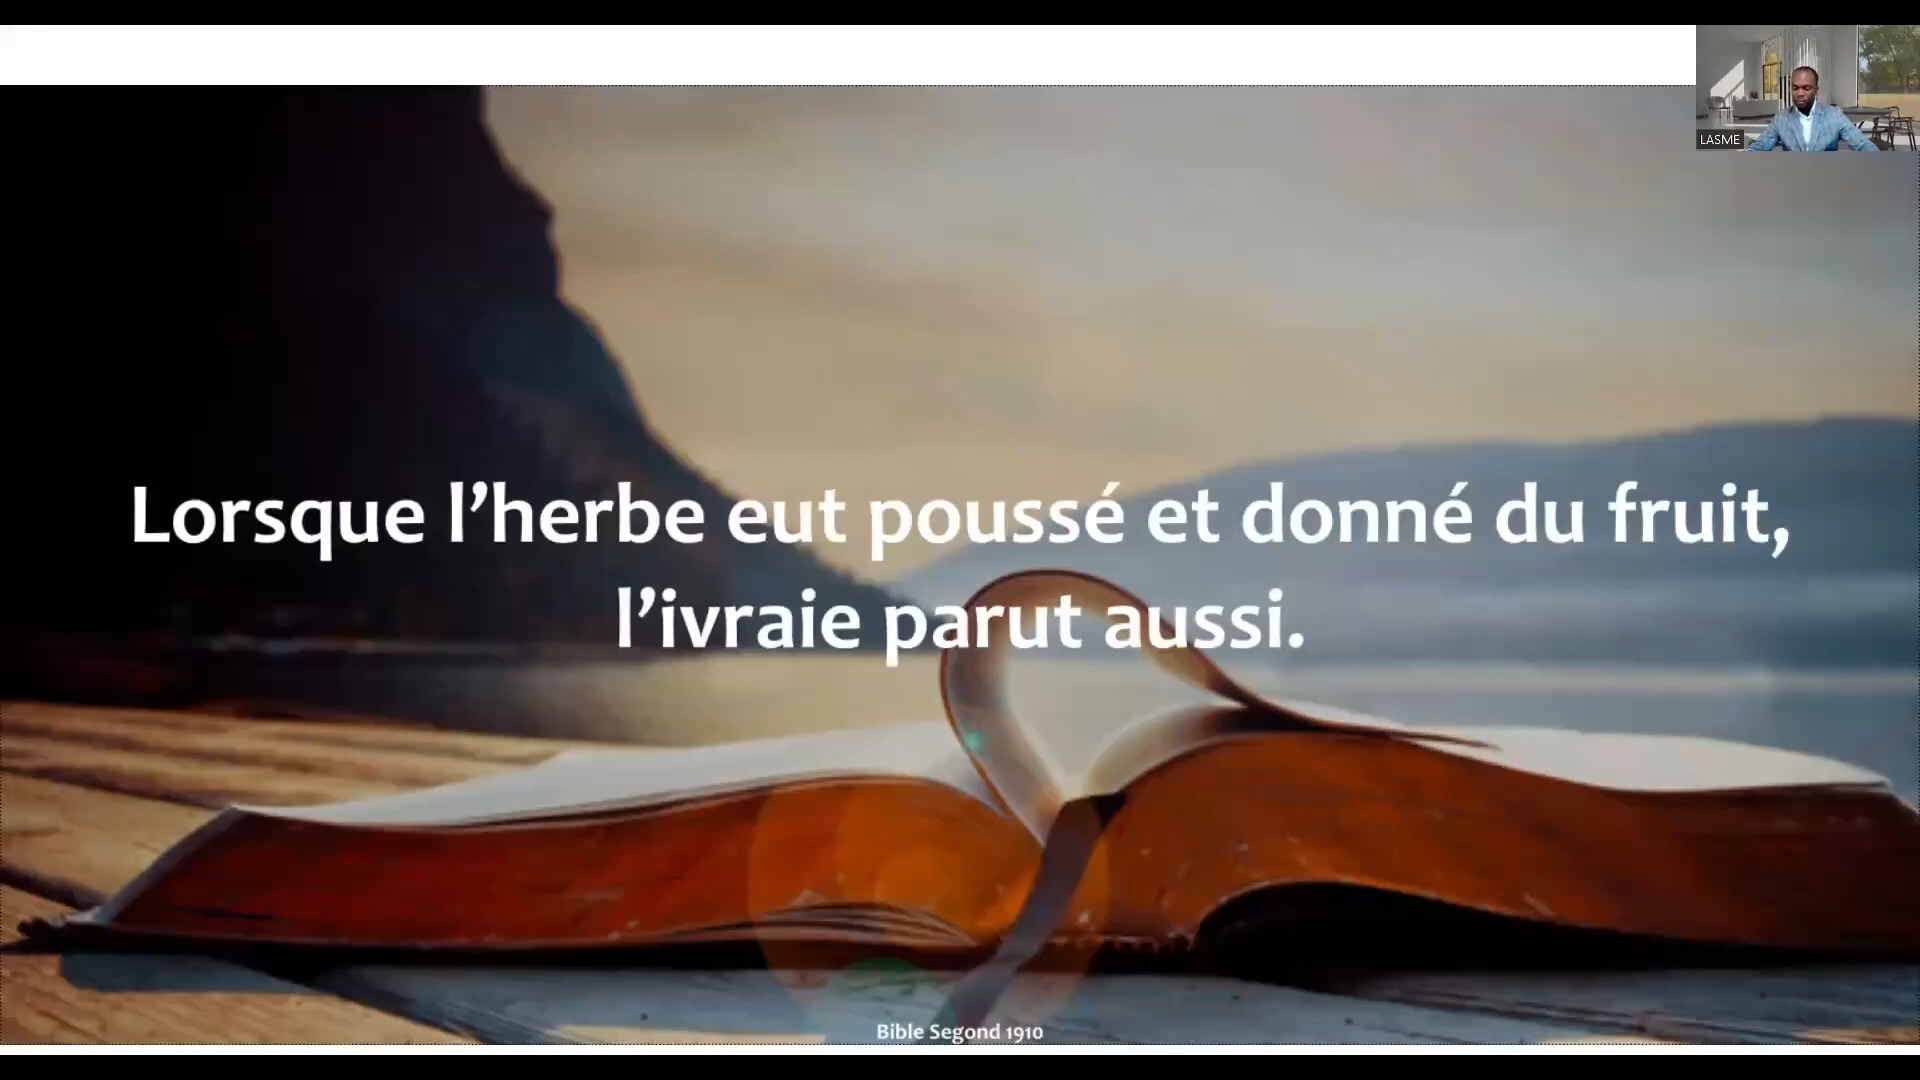 LASME
Lorsque l’herbe eut poussé et donné du fruit,
l’ivraie parut aussi.
Bible Segond 1910